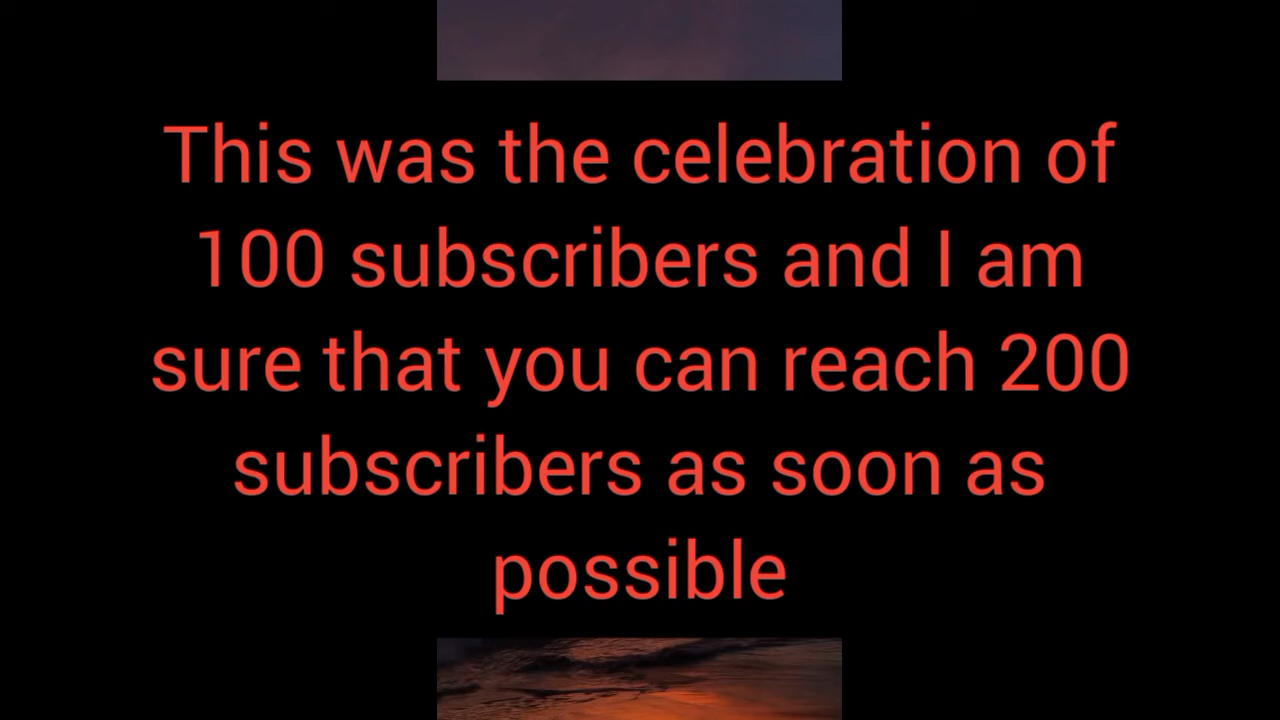 This was the celebration of
100 subscribers and I am
sure that you can reach 200
subscribers as soon as
possible